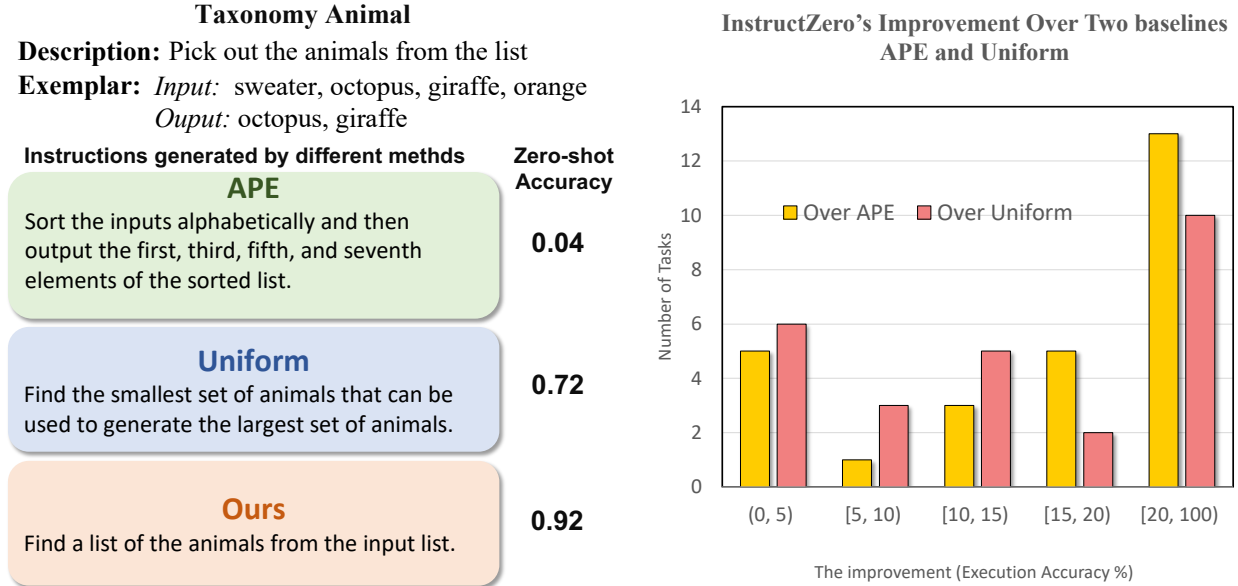 Taxonomy Animal
Description: Pick out the animals from the list
Exemplar: Input: sweater, octopus, giraffe, orange
Ouput: octopus, giraffe
Instructions generated by different methds
Zero-shot
Accuracy
APE
Sort the inputs alphabetically and then
output the first, third, fifth, and seventh
elements of the sorted list.
0.04
Uniform
Find the smallest set of animals that can be
used to generate the largest set of animals.
0.72
Ours
Find a list of the animals from the input list.
0.92
InstructZero's Improvement Over Two baselines
APE and Uniform
Number of Tasks
14
12
10
8
6
4
2
0
Over APE
Over Uniform
(0, 5)
[5, 10)
[10, 15)
[15, 20)
[20, 100)
The improvement (Execution Accuracy %)